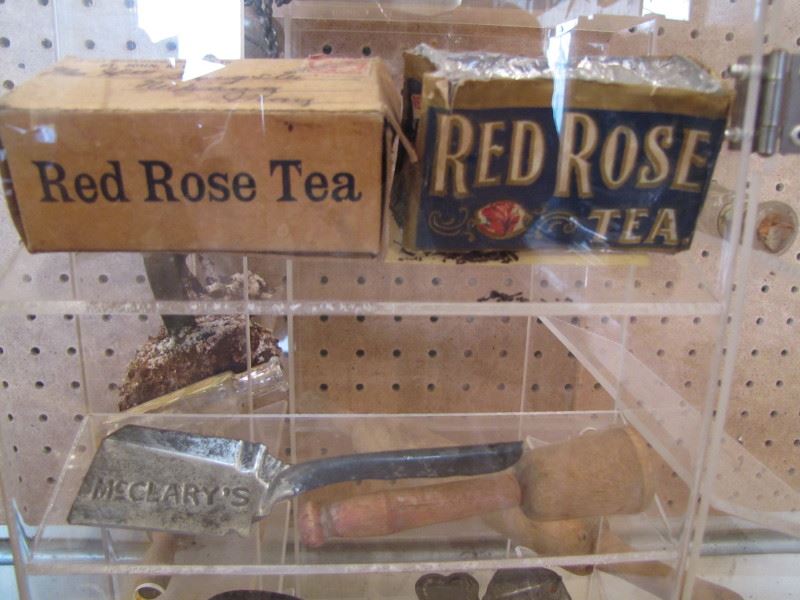 Red Rose Tea
RED ROSE
TEA
McCLARY'S